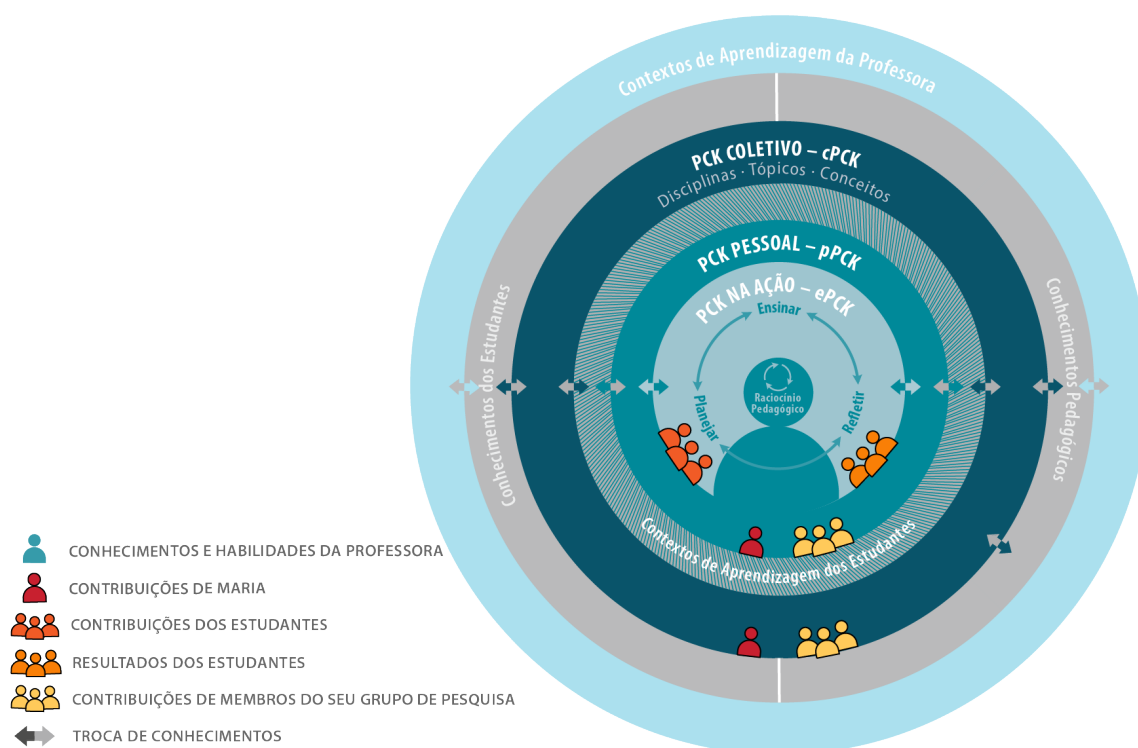 Contextos de Aprendizagem da Professora
PCK COLETIVO – cPCK
Disciplinas · Tópicos · Conceitos
PCK PESSOAL – pPCK
PCK NA AÇÃO – ePCK
Ensinar
Conhecimentos dos Estudantes
Conhecimentos Pedagógicos
Raciocínio
Pedagógico
Planejar
Refletir
Contextos de Aprendizagem dos Estudantes
CONHECIMENTOS E HABILIDADES DA PROFESSORA
CONTRIBUIÇÕES DE MARIA
CONTRIBUIÇÕES DOS ESTUDANTES
RESULTADOS DOS ESTUDANTES
CONTRIBUIÇÕES DE MEMBROS DO SEU GRUPO DE PESQUISA
TROCA DE CONHECIMENTOS